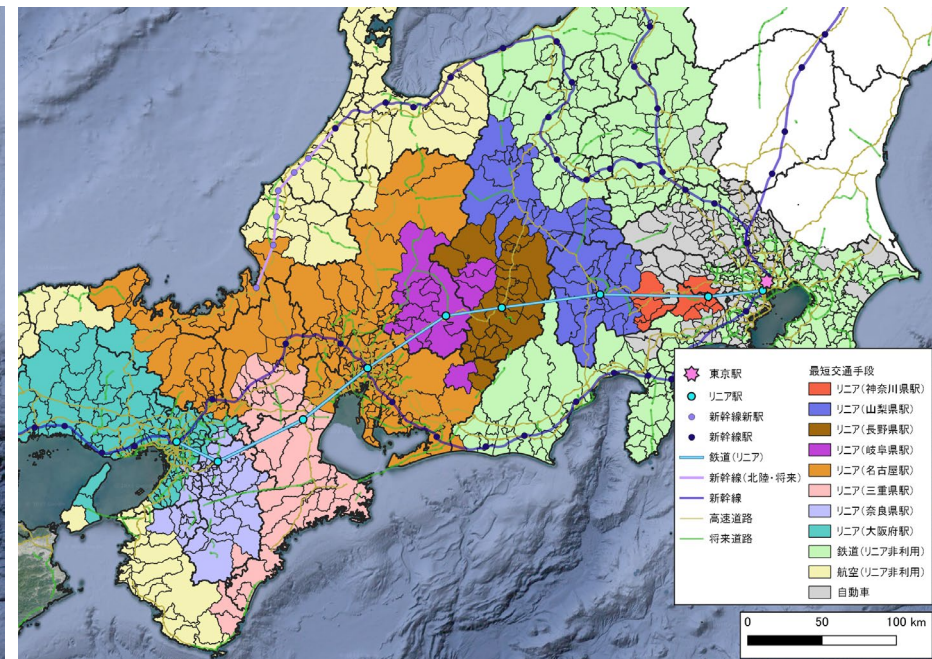 東京駅
リニア駅
新幹線新駅
新幹線駅
鉄道(リニア)
新幹線(北陸・将来)
新幹線
高速道路
将来道路
最短交通手段
リニア(神奈川県駅)
リニア(山梨県駅)
リニア(長野県駅)
リニア(岐阜県駅)
リニア(名古屋駅)
リニア(三重県駅)
リニア(奈良県駅)
リニア(大阪府駅)
鉄道(リニア非利用)
航空(リニア非利用)
自動車
0 50 100 km